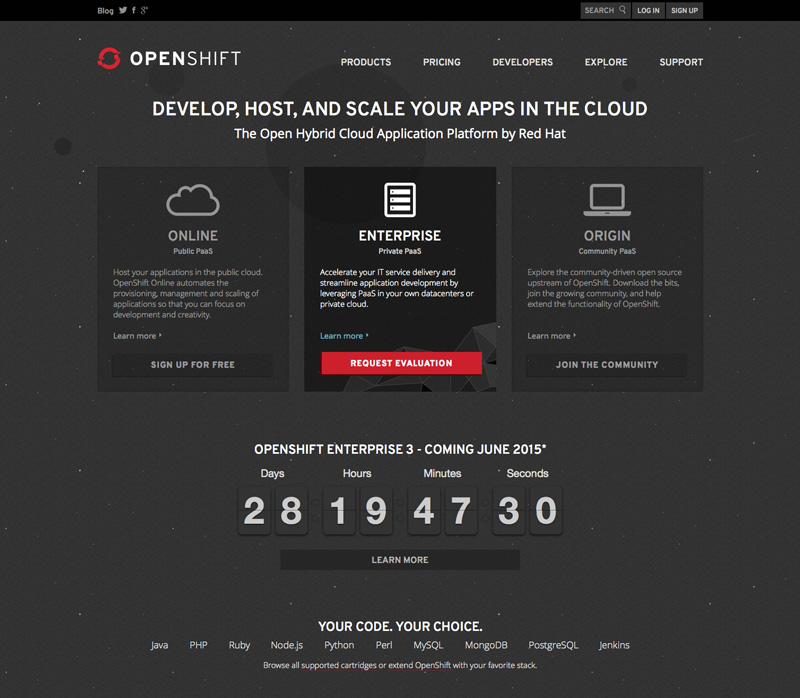 Blog
SEARCH
LOG IN
SIGN UP
OPENSHIFT
PRODUCTS
PRICING
DEVELOPERS
EXPLORE
SUPPORT
DEVELOP, HOST, AND SCALE YOUR APPS IN THE CLOUD
The Open Hybrid Cloud Application Platform by Red Hat
ONLINE
Public PaaS
Host your applications in the public cloud.
OpenShift Online automates the
provisioning, management and scaling of
applications so that you can focus on
development and creativity.
Learn more
SIGN UP FOR FREE
ENTERPRISE
Private PaaS
Accelerate your IT service delivery and
streamline application development by
leveraging PaaS in your own datacenters or
private cloud.
Learn more
REQUEST EVALUATION
ORIGIN
Community PaaS
Explore the community-driven open source
upstream of OpenShift. Download the bits,
join the growing community, and help
extend the functionality of OpenShift.
Learn more
JOIN THE COMMUNITY
OPENSHIFT ENTERPRISE 3 - COMING JUNE 2015*
Days Hours Minutes Seconds
28 19 47 30
LEARN MORE
YOUR CODE. YOUR CHOICE.
Java PHP Ruby Node.js Python Perl MySQL MongoDB PostgreSQL Jenkins
Browse all supported cartridges or extend OpenShift with your favorite stack.